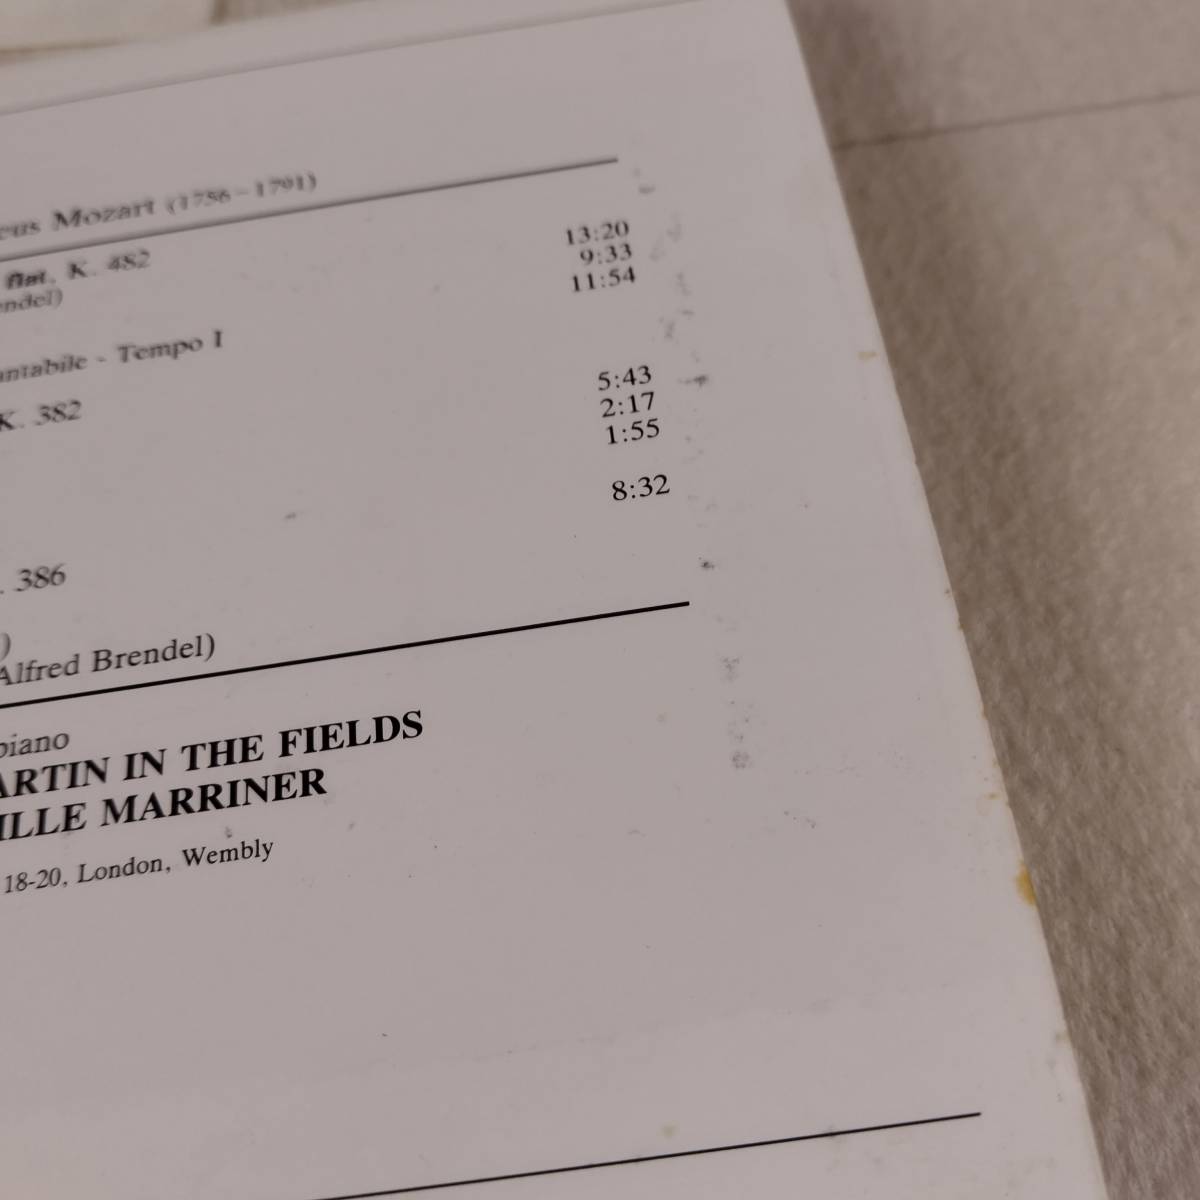 eus Mozart (1756–1791)
flat, K. 482 13:20
endel) 9:33
11:54
antabile - Tempo I
K. 382 5:43
2:17
1:55
8:32
. 386
)
Alfred Brendel)
piano
ARTIN IN THE FIELDS
ILLE MARRINER
18-20, London, Wembly